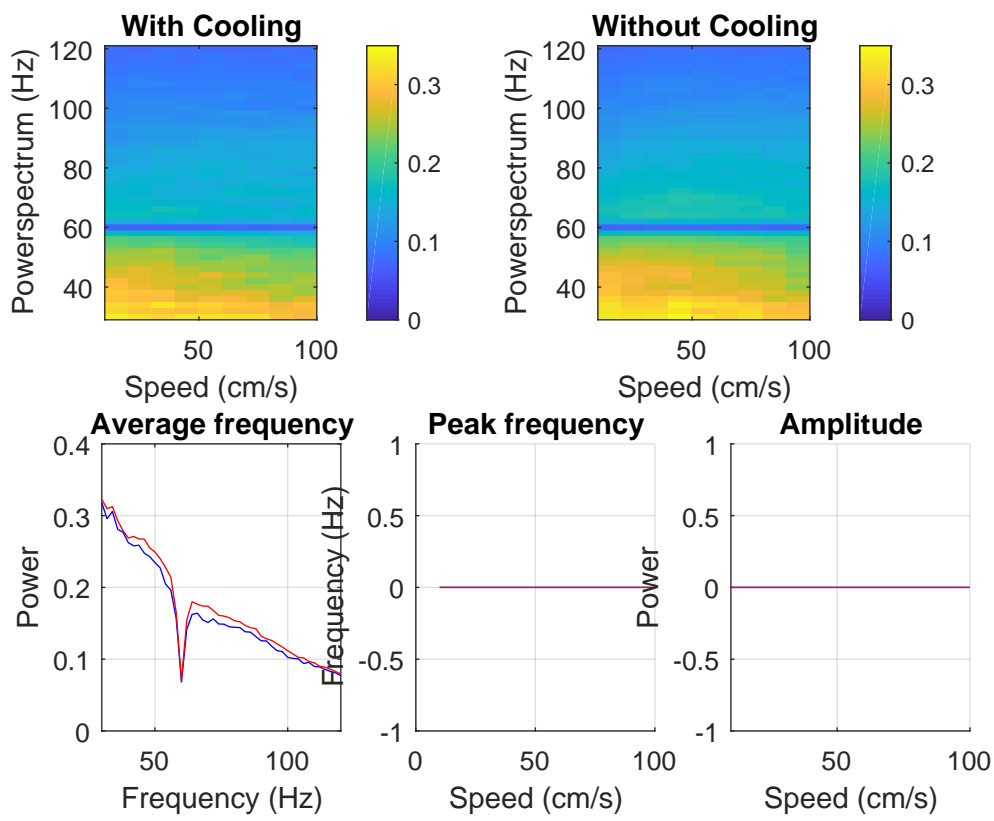 With Cooling
Powerspectrum (Hz)
120
100
80
60
40
50
100
Speed (cm/s)
0.3
0.2
0.1
0
Without Cooling
Powerspectrum (Hz)
120
100
80
60
40
50
100
Speed (cm/s)
0.3
0.2
0.1
0
Average frequency
Power
0.4
0.3
0.2
0.1
0
50
100
Frequency (Hz)
Peak frequency
Frequency (Hz)
1
0.5
0
-0.5
-1
0
50
100
Speed (cm/s)
Amplitude
Power
1
0.5
0
-0.5
-1
50
100
Speed (cm/s)